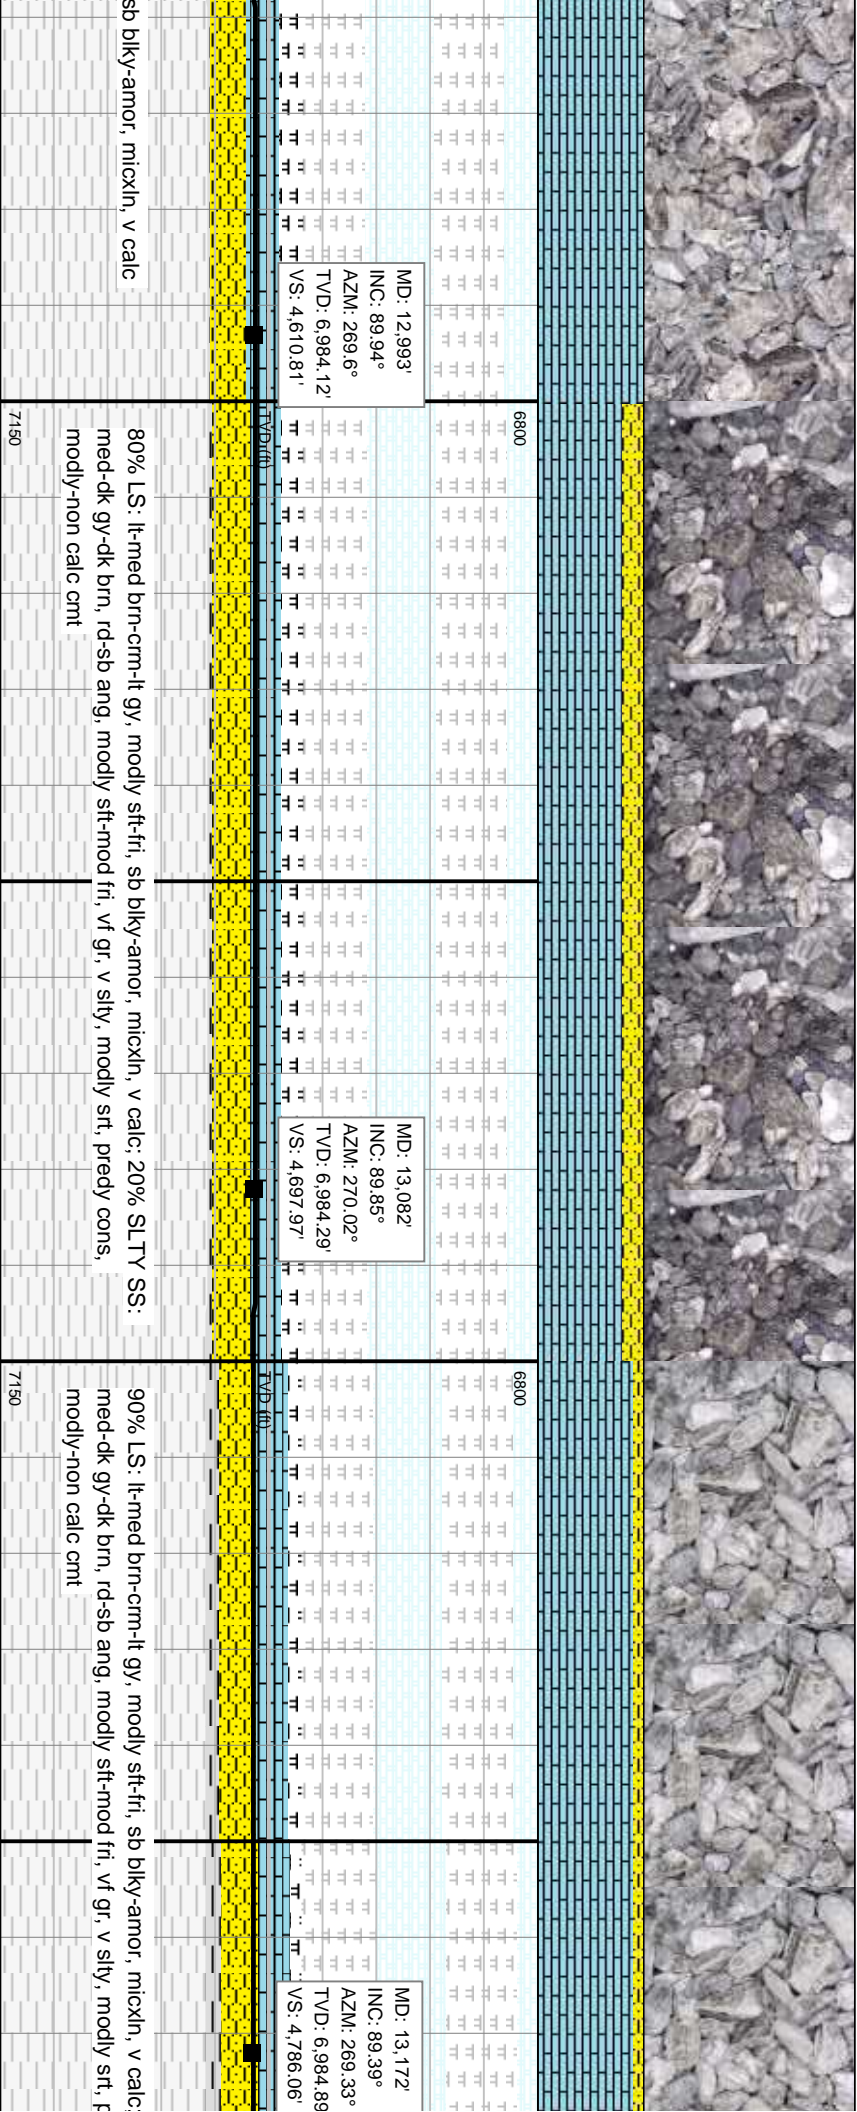 sb blky-amor, micxln, v calc
MD: 12,993'
INC: 89.94°
AZM: 269.6°
TVD: 6,984.12'
VS: 4,610.81'
6800
TVD (ft)
7150
80% LS: lt-med brn-crm-lt gy, modly sft-fri, sb blky-amor, micxln, v calc; 20% SLTY SS:
med-dk gy-dk brn, rd-sb ang, modly sft-mod fri, vf gr, v slty, modly srt, predy cons,
modly-non calc cmt
MD: 13,082'
INC: 89.85°
AZM: 270.02°
TVD: 6,984.29'
VS: 4,697.97'
6800
TVD (ft)
7150
90% LS: lt-med brn-crm-lt gy, modly sft-fri, sb blky-amor, micxln, v calc;
med-dk gy-dk brn, rd-sb ang, modly sft-mod fri, vf gr, v slty, modly srt, p
modly-non calc cmt
MD: 13,172'
INC: 89.39°
AZM: 269.33°
TVD: 6,984.89
VS: 4,786.06'